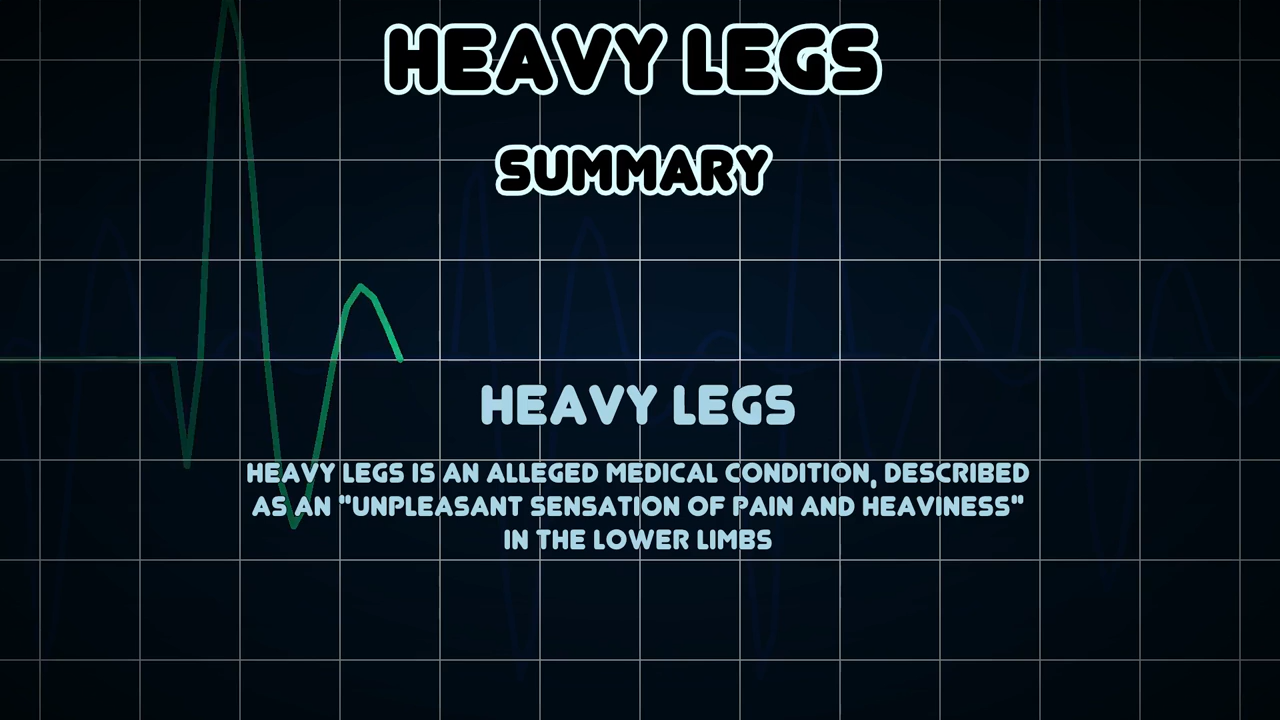 HEAVY LEGS
SUMMARY
HEAVY LEGS
HEAVY LEGS IS AN ALLEGED MEDICAL CONDITION, DESCRIBED
AS AN "UNPLEASANT SENSATION OF PAIN AND HEAVINESS"
IN THE LOWER LIMBS